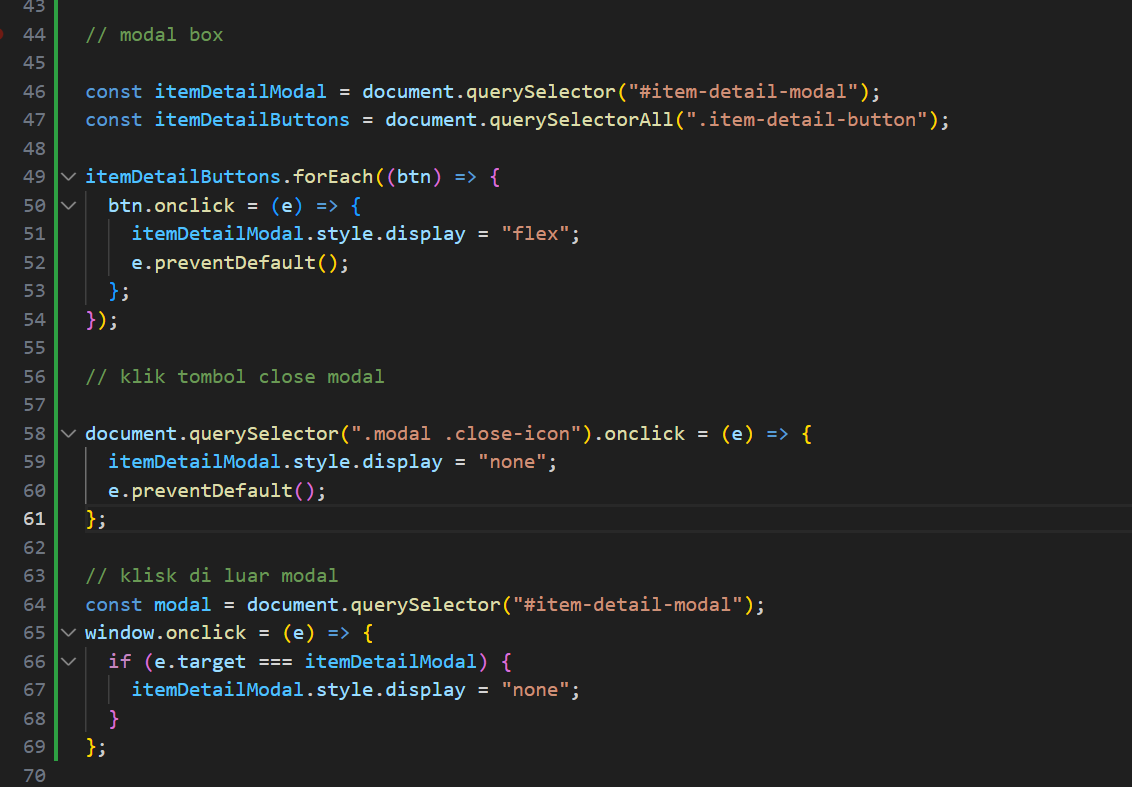 43
44 // modal box
45
46 const itemDetailModal = document.querySelector("#item-detail-modal");
47 const itemDetailButtons = document.querySelectorAll(".item-detail-button");
48
49 itemDetailButtons.forEach((btn) => {
50   btn.onclick = (e) => {
51     itemDetailModal.style.display = "flex";
52     e.preventDefault();
53   };
54 });
55
56 // klik tombol close modal
57
58 document.querySelector(".modal .close-icon").onclick = (e) => {
59   itemDetailModal.style.display = "none";
60   e.preventDefault();
61 };
62
63 // klisk di luar modal
64 const modal = document.querySelector("#item-detail-modal");
65 window.onclick = (e) => {
66   if (e.target === itemDetailModal) {
67     itemDetailModal.style.display = "none";
68   }
69 };
70